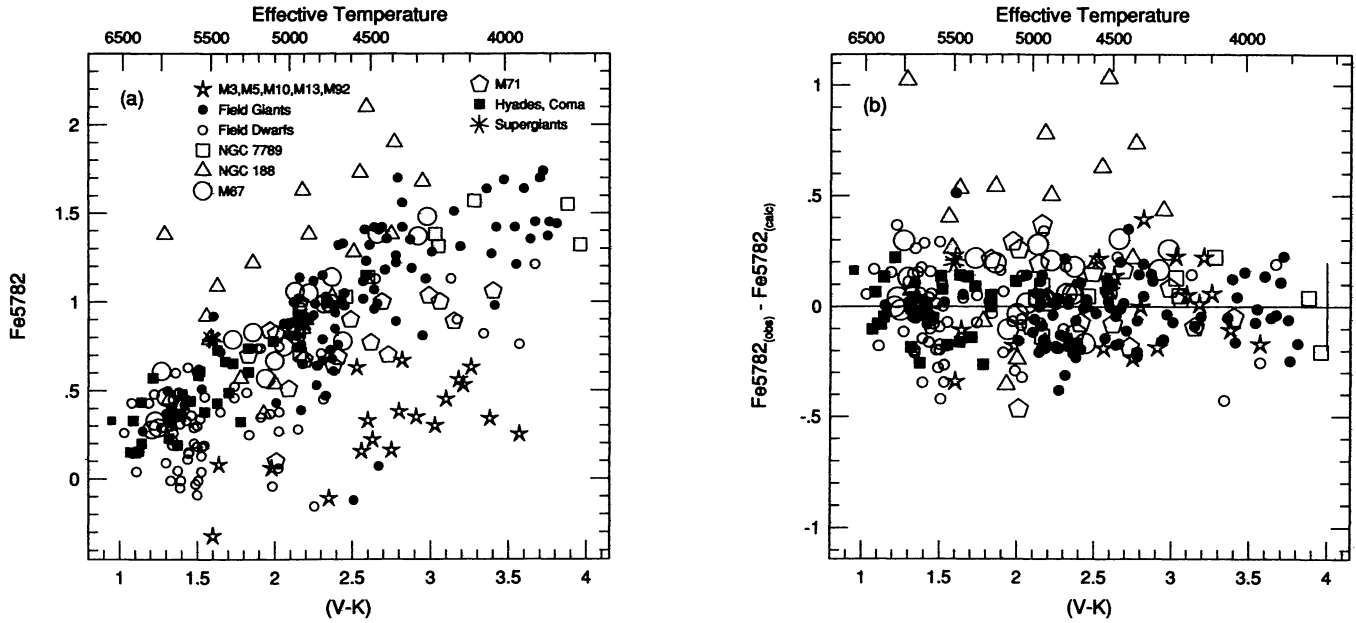 Effective Temperature
6500 5500 5000 4500 4000
(a)
M3,M5,M10,M13,M92
Field Giants
Field Dwarfs
NGC 7789
NGC 188
M67
M71
Hyades, Coma
Supergiants
Fe5782
2
1.5
1
.5
0
1 1.5 2 2.5 3 3.5 4
(V-K)
Effective Temperature
6500 5500 5000 4500 4000
(b)
Fe5782(obs) - Fe5782(calc)
1
.5
0
-.5
-1
1 1.5 2 2.5 3 3.5 4
(V-K)